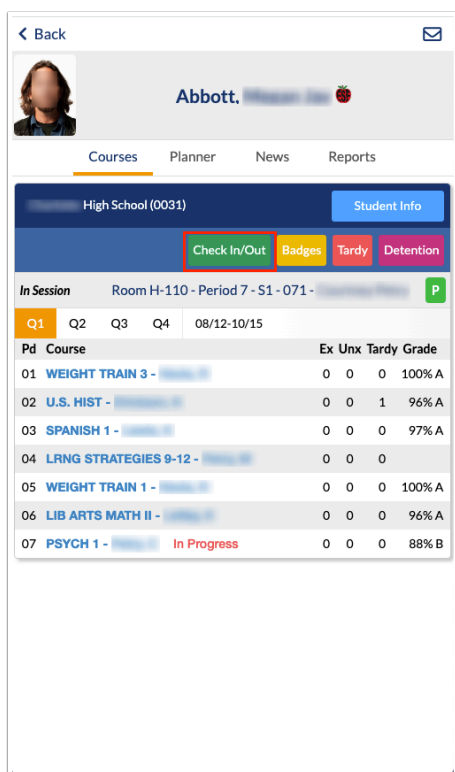 Back
Abbott,
Courses Planner News Reports
High School (0031) Student Info
Check In/Out Badges Tardy Detention
In Session Room H-110 - Period 7 - S1 - 071 - P
Q1 Q2 Q3 Q4 08/12-10/15
Pd Course Ex Unx Tardy Grade
01 WEIGHT TRAIN 3 - 0 0 0 100% A
02 U.S. HIST - 0 0 1 96% A
03 SPANISH 1 - 0 0 0 97% A
04 LRNG STRATEGIES 9-12 - 0 0 0
05 WEIGHT TRAIN 1 - 0 0 0 100% A
06 LIB ARTS MATH II - 0 0 0 96% A
07 PSYCH 1 - In Progress 0 0 0 88% B